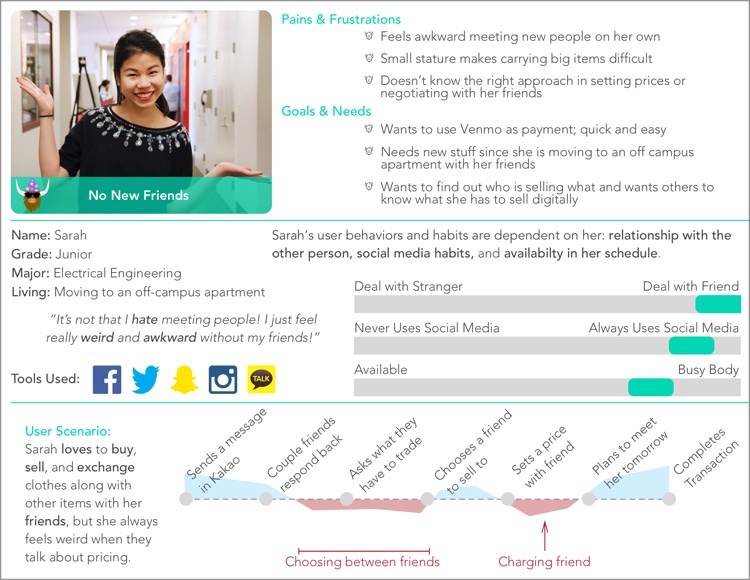 Pains & Frustrations
Feels awkward meeting new people on her own
Small stature makes carrying big items difficult
Doesn't know the right approach in setting prices or
negotiating with her friends
Goals & Needs
Wants to use Venmo as payment; quick and easy
Needs new stuff since she is moving to an off campus
apartment with her friends
Wants to find out who is selling what and wants others to
know what she has to sell digitally
No New Friends
Name: Sarah
Grade: Junior
Major: Electrical Engineering
Living: Moving to an off-campus apartment
"It's not that I hate meeting people! I just feel
really weird and awkward without my friends!"
Tools Used:
TALK
Sarah's user behaviors and habits are dependent on her: relationship with the
other person, social media habits, and availabilty in her schedule.
Deal with Stranger
Deal with Friend
Never Uses Social Media
Always Uses Social Media
Available
Busy Body
User Scenario:
Sarah loves to buy,
sell, and exchange
clothes along with
other items with her
friends, but she always
feels weird when they
talk about pricing.
Sends a message
in Kakao
Couple friends
respond back
Asks what they
have to trade
Chooses a friend
to sell to
Sets a price
with friend
Plans to meet
her tomorrow
Completes
Transaction
Choosing between friends
Charging friend